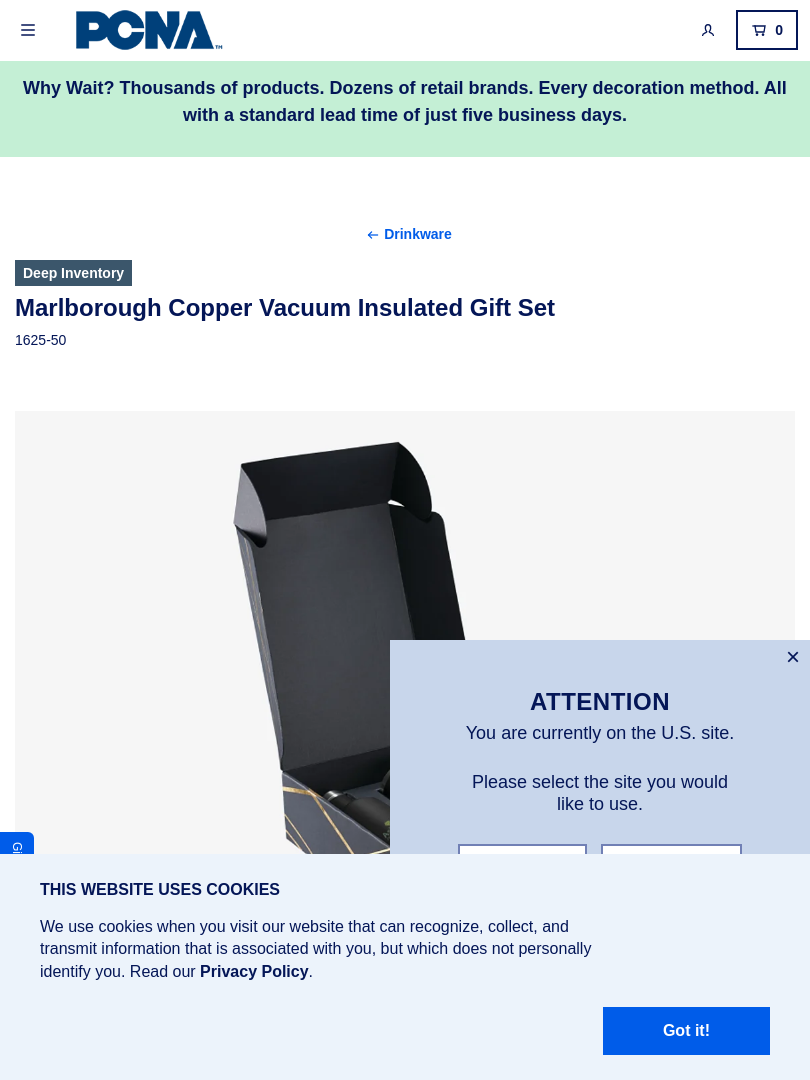 PCNA™
0
Why Wait? Thousands of products. Dozens of retail brands. Every decoration method. All
with a standard lead time of just five business days.
← Drinkware
Deep Inventory
Marlborough Copper Vacuum Insulated Gift Set
1625-50
×
ATTENTION
You are currently on the U.S. site.
Please select the site you would
like to use.
THIS WEBSITE USES COOKIES
We use cookies when you visit our website that can recognize, collect, and
transmit information that is associated with you, but which does not personally
identify you. Read our Privacy Policy.
Got it!